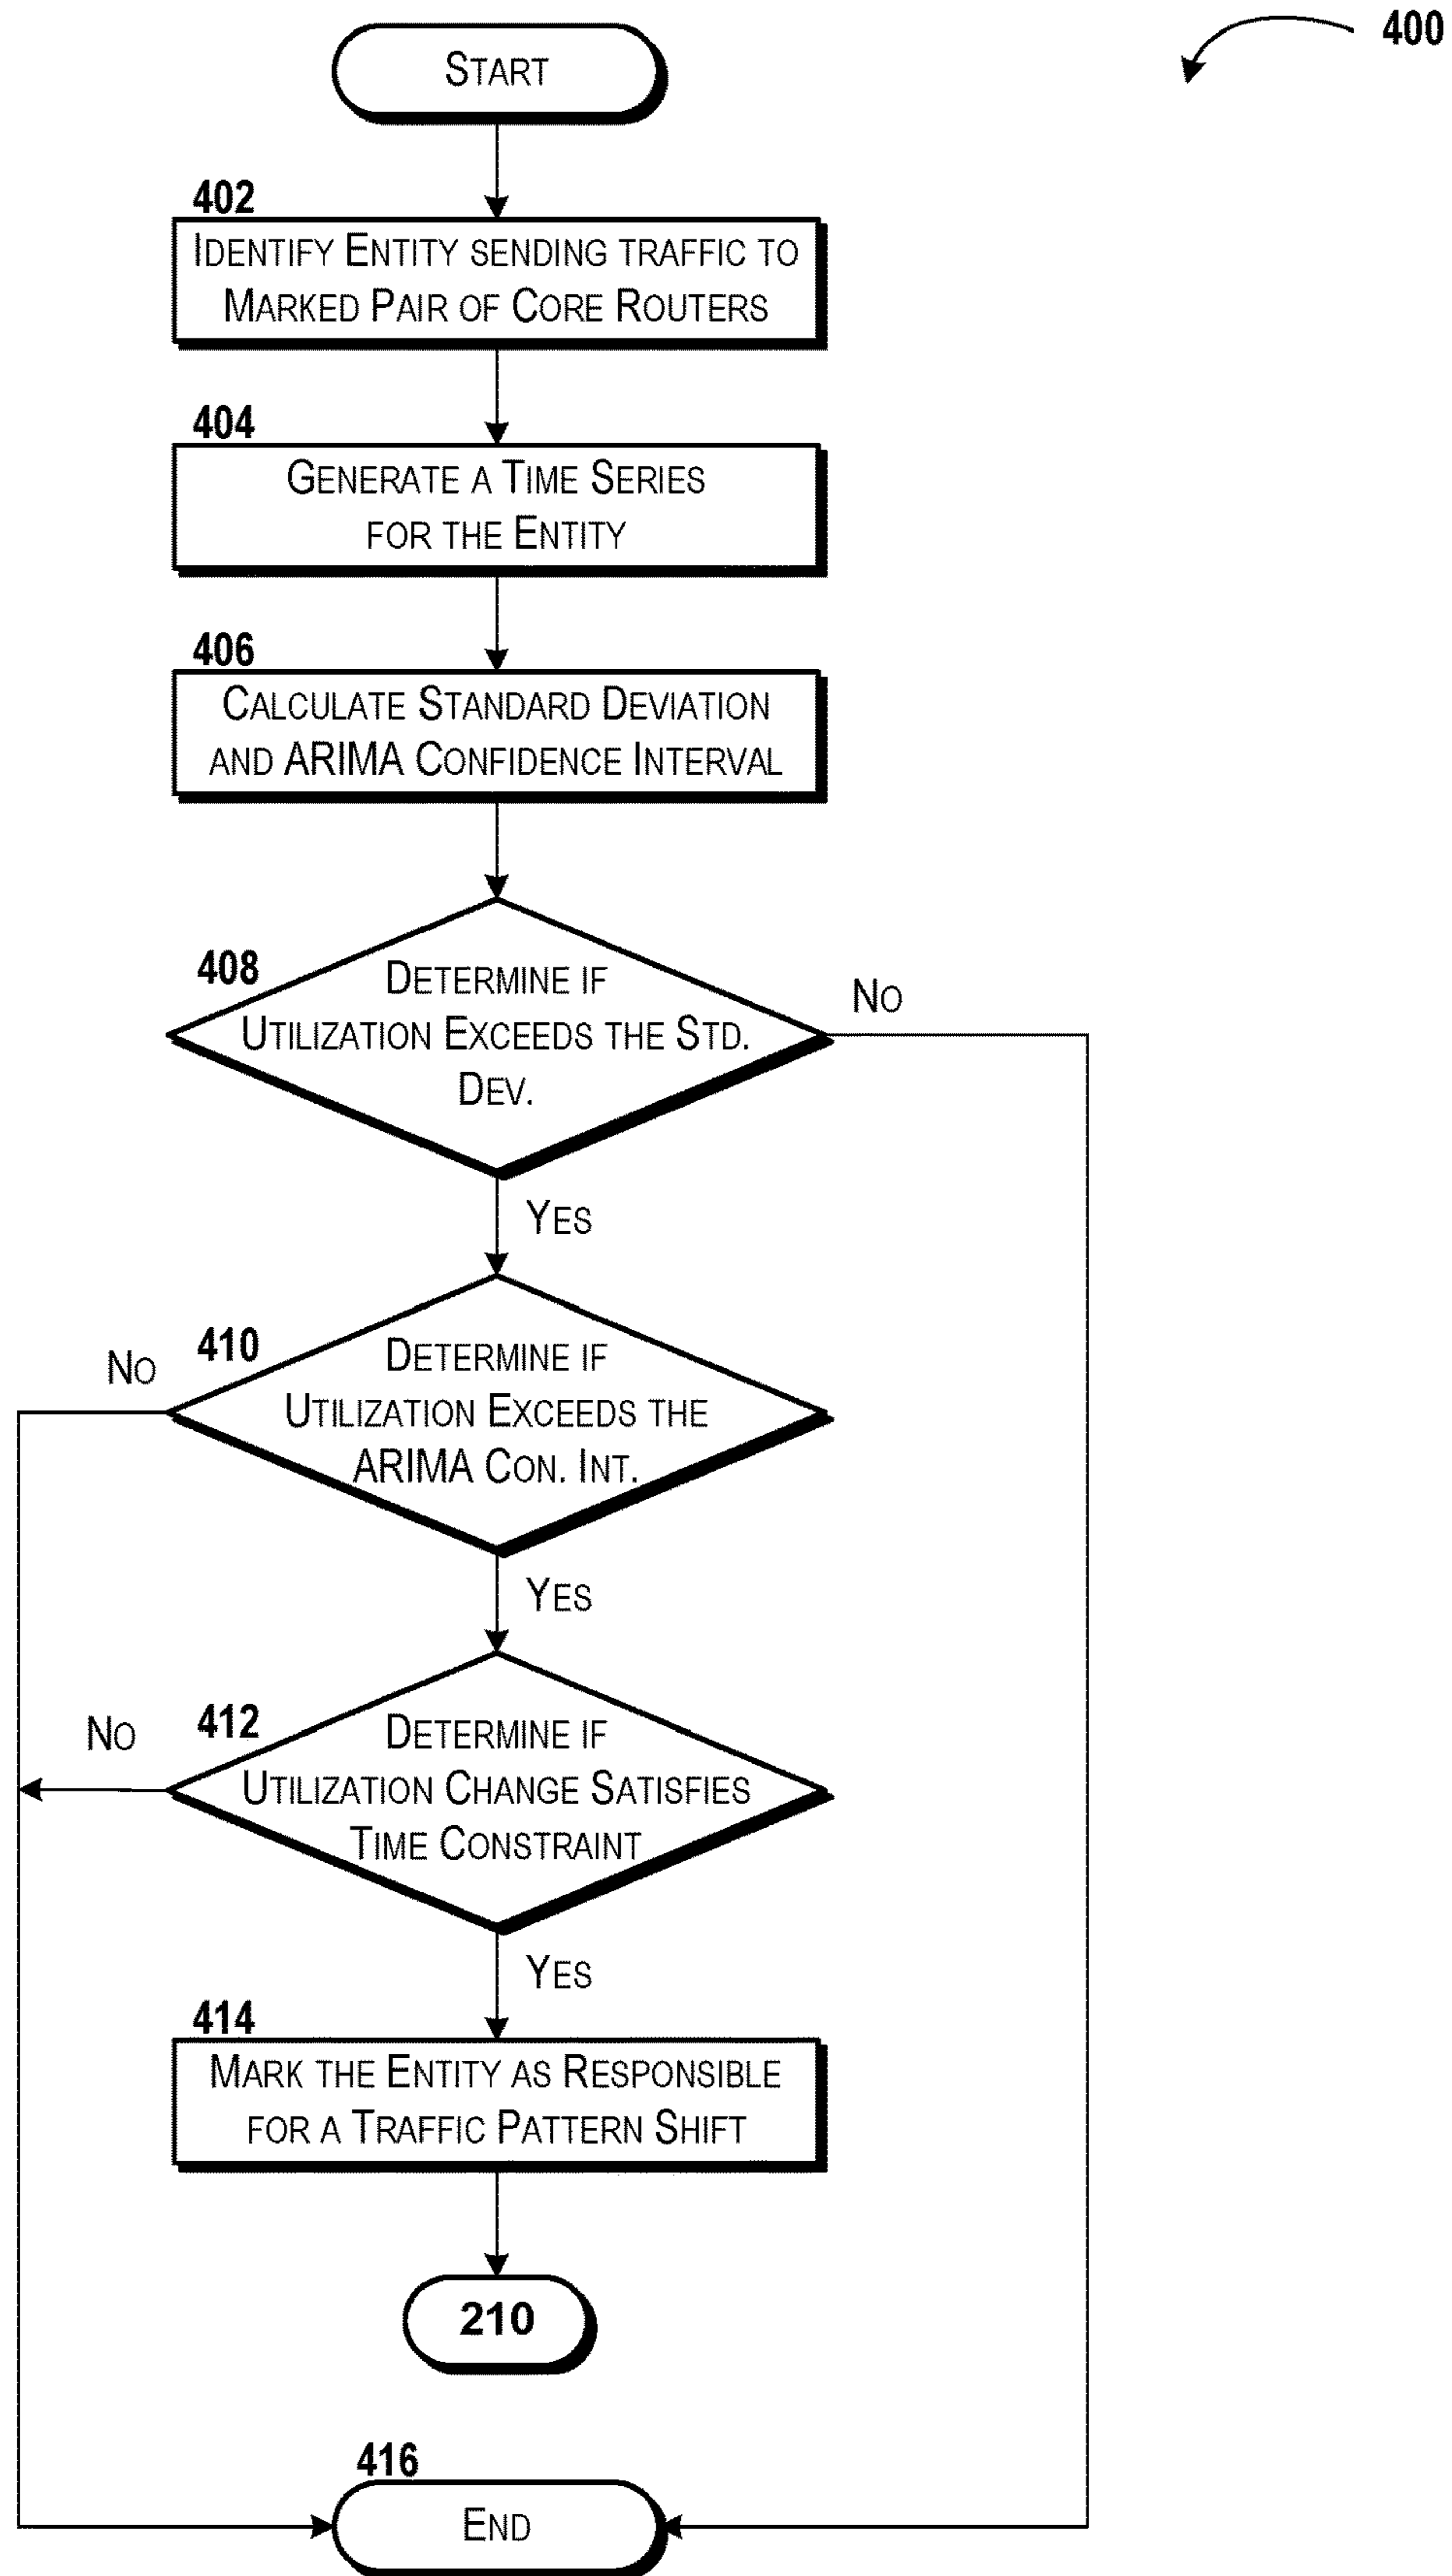 400
START
402
IDENTIFY ENTITY SENDING TRAFFIC TO
MARKED PAIR OF CORE ROUTERS
404
GENERATE A TIME SERIES
FOR THE ENTITY
406
CALCULATE STANDARD DEVIATION
AND ARIMA CONFIDENCE INTERVAL
408
DETERMINE IF
UTILIZATION EXCEEDS THE STD.
DEV.
NO
YES
410
DETERMINE IF
UTILIZATION EXCEEDS THE
ARIMA CON. INT.
NO
YES
412
DETERMINE IF
UTILIZATION CHANGE SATISFIES
TIME CONSTRAINT
NO
YES
414
MARK THE ENTITY AS RESPONSIBLE
FOR A TRAFFIC PATTERN SHIFT
210
416
END